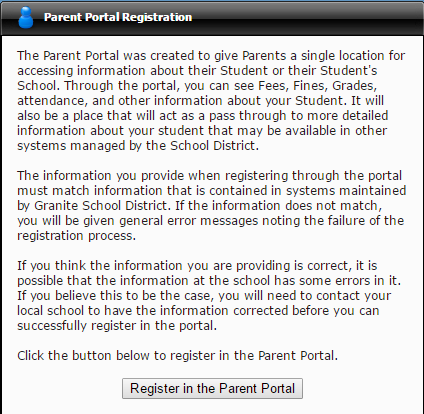 Parent Portal Registration
The Parent Portal was created to give Parents a single location for
accessing information about their Student or their Student's
School. Through the portal, you can see Fees, Fines, Grades,
attendance, and other information about your Student. It will
also be a place that will act as a pass through to more detailed
information about your student that may be available in other
systems managed by the School District.
The information you provide when registering through the portal
must match information that is contained in systems maintained
by Granite School District. If the information does not match,
you will be given general error messages noting the failure of the
registration process.
If you think the information you are providing is correct, it is
possible that the information at the school has some errors in it.
If you believe this to be the case, you will need to contact your
local school to have the information corrected before you can
successfully register in the portal.
Click the button below to register in the Parent Portal.
Register in the Parent Portal